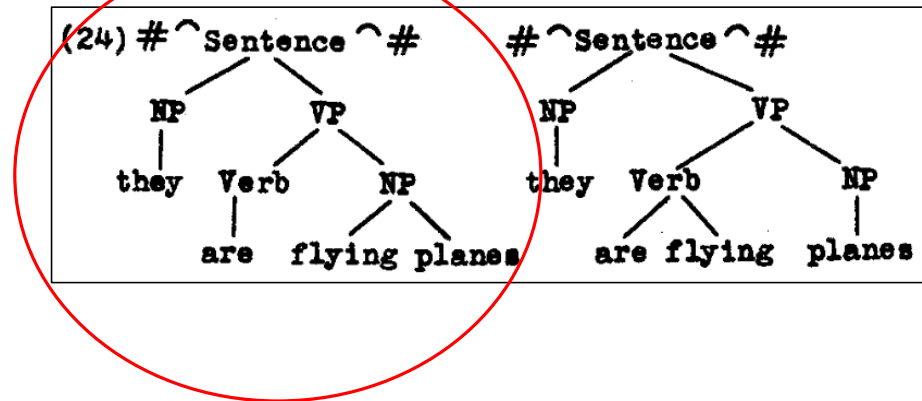 (24) #⌒Sentence⌒# #⌒Sentence⌒#
NP VP NP VP
they Verb NP they Verb NP
are flying planes are flying planes